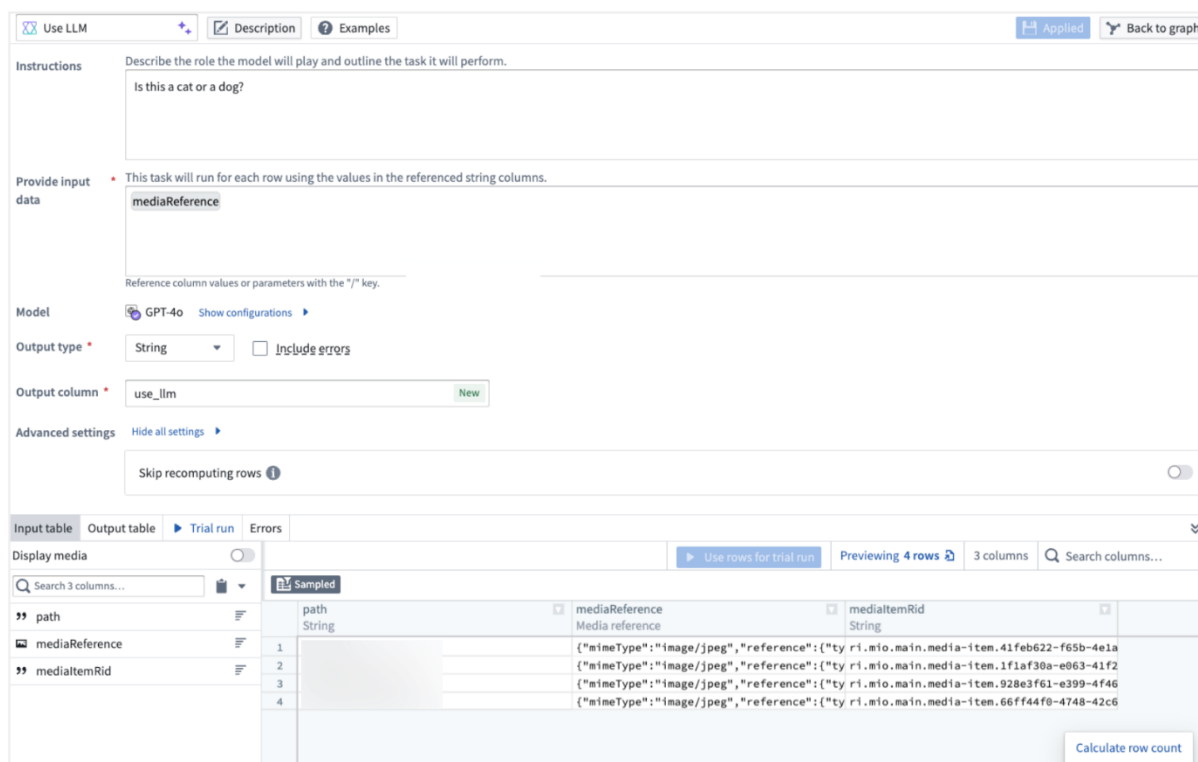 Use LLM Description Examples Applied Back to graph
Instructions
Describe the role the model will play and outline the task it will perform.
Is this a cat or a dog?
Provide input data *
This task will run for each row using the values in the referenced string columns.
mediaReference
Reference column values or parameters with the "/" key.
Model GPT-4o Show configurations
Output type * String Include errors
Output column * use_llm New
Advanced settings Hide all settings
Skip recomputing rows
Input table Output table Trial run Errors
Display media Use rows for trial run Previewing 4 rows 3 columns Search columns...
Search 3 columns... Sampled
path
mediaReference
mediaItemRid
path mediaReference mediaItemRid
String Media reference String
1 {"mimeType":"image/jpeg","reference":{"ty ri.mio.main.media-item.41feb622-f65b-4e1a
2 {"mimeType":"image/jpeg","reference":{"ty ri.mio.main.media-item.1f1af30a-e063-41f2
3 {"mimeType":"image/jpeg","reference":{"ty ri.mio.main.media-item.928e3f61-e399-4f46
4 {"mimeType":"image/jpeg","reference":{"ty ri.mio.main.media-item.66ff44f0-4748-42c6
Calculate row count